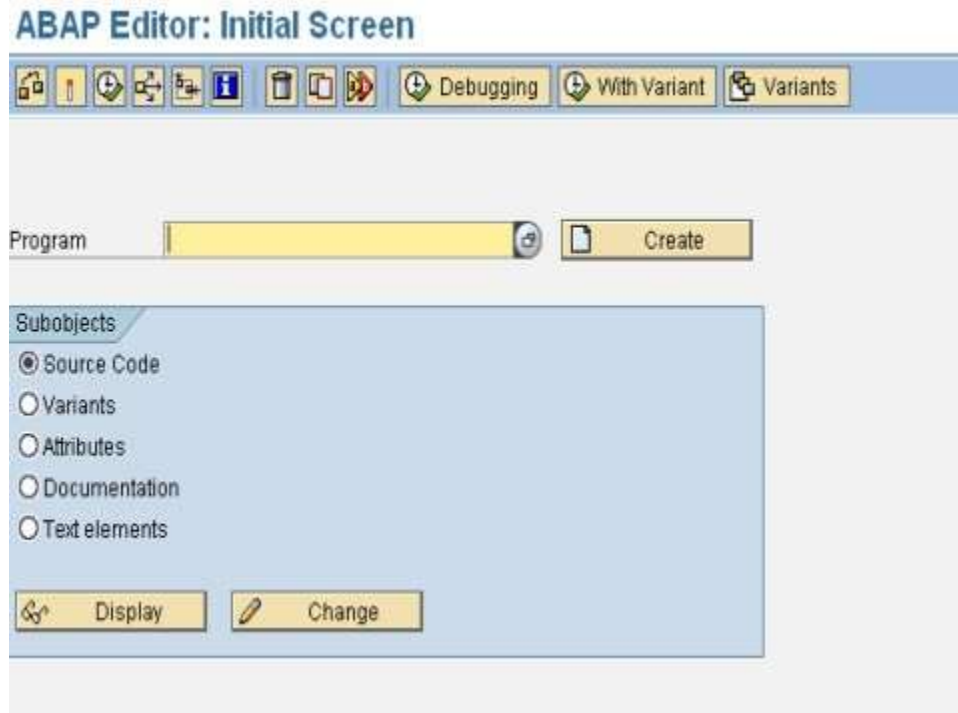 ABAP Editor: Initial Screen
Debugging With Variant Variants
Program Create
Subobjects
Source Code
Variants
Attributes
Documentation
Text elements
Display Change